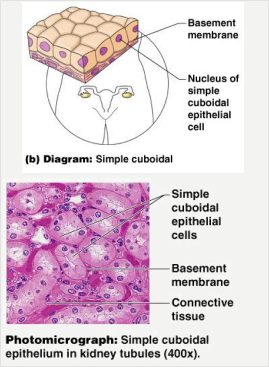 Basement
membrane
Nucleus of
simple
cuboidal
epithelial
cell
(b) Diagram: Simple cuboidal
Simple
cuboidal
epithelial
cells
Basement
membrane
Connective
tissue
Photomicrograph: Simple cuboidal
epithelium in kidney tubules (400x).